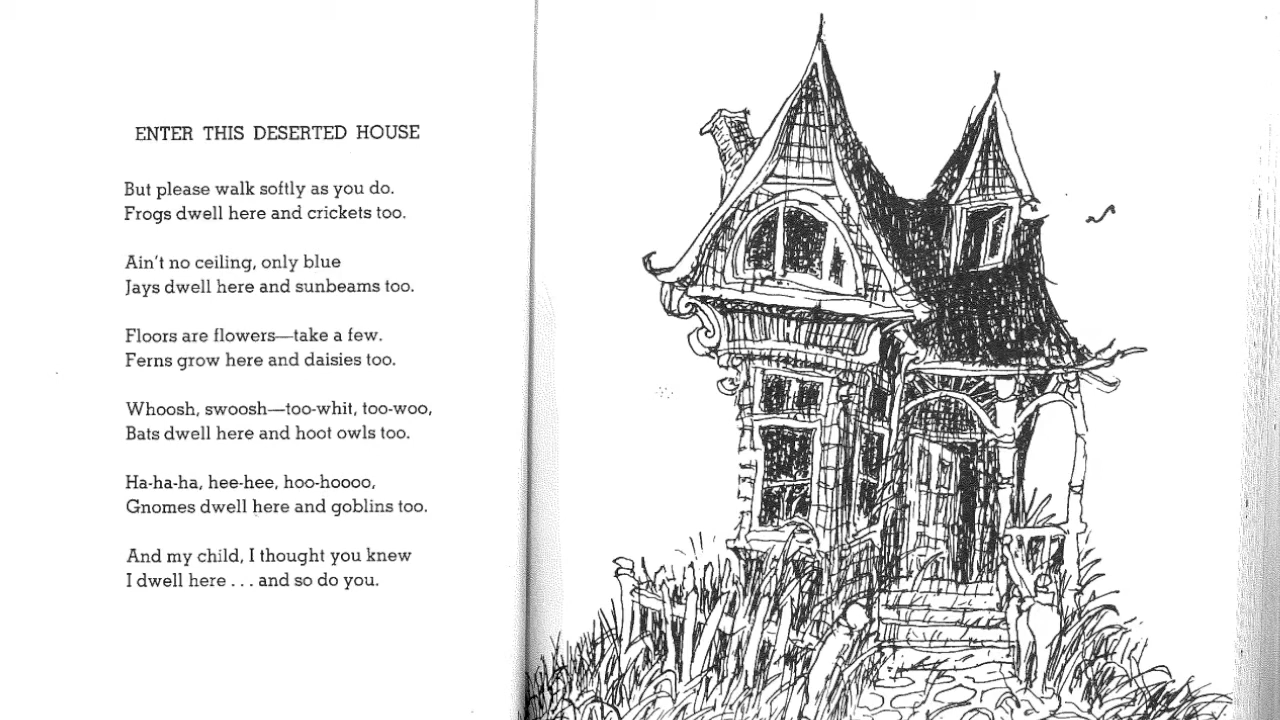 ENTER THIS DESERTED HOUSE
But please walk softly as you do.
Frogs dwell here and crickets too.
Ain't no ceiling, only blue
Jays dwell here and sunbeams too.
Floors are flowers—take a few.
Ferns grow here and daisies too.
Whoosh, swoosh—too-whit, too-woo,
Bats dwell here and hoot owls too.
Ha-ha-ha, hee-hee, hoo-hoooo,
Gnomes dwell here and goblins too.
And my child, I thought you knew
I dwell here . . . and so do you.